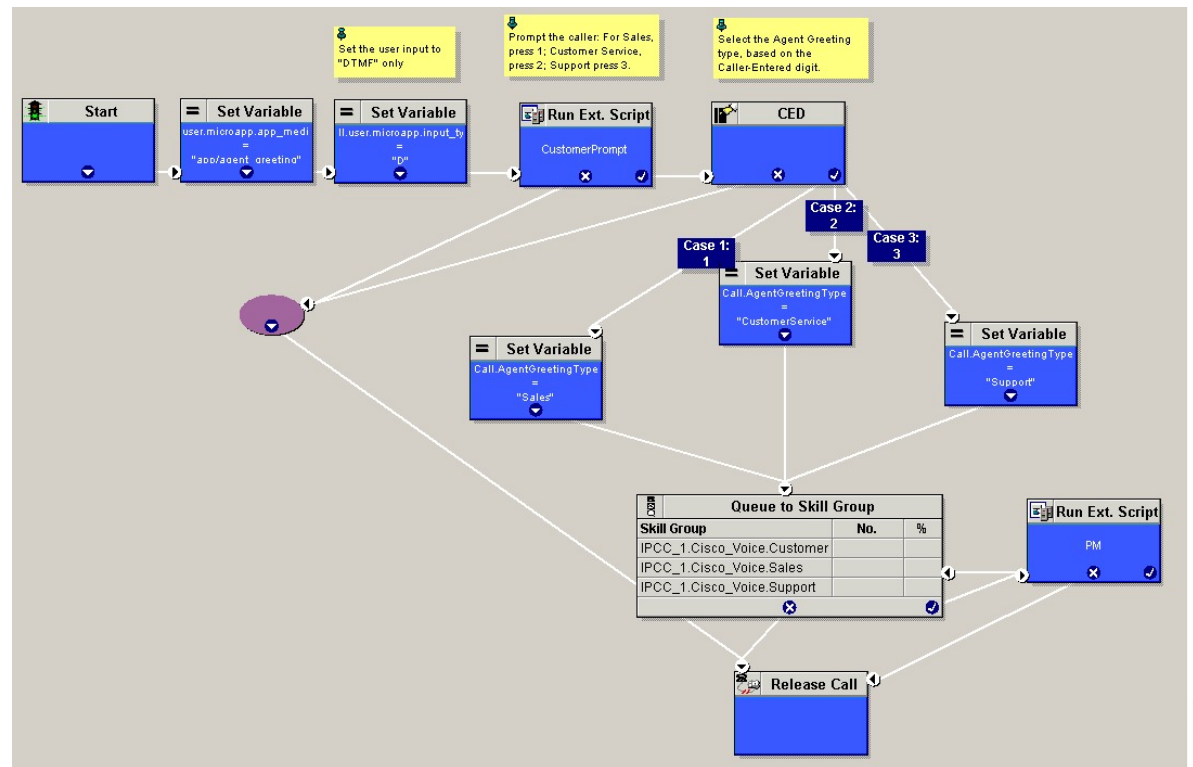 Set the user input to
"DTMF" only
Prompt the caller: For Sales,
press 1; Customer Service,
press 2; Support press 3.
Select the Agent Greeting
type, based on the
Caller-Entered digit.
Start
= Set Variable
user.microapp.app_medi
=
"app/agent_greeting"
= Set Variable
ll.user.microapp.input_ty
=
"D"
Run Ext. Script
CustomerPrompt
CED
Case 1:
1
Case 2:
2
Case 3:
3
= Set Variable
Call.AgentGreetingType
=
"CustomerService"
= Set Variable
Call.AgentGreetingType
=
"Sales"
= Set Variable
Call.AgentGreetingType
=
"Support"
Queue to Skill Group
Skill Group No. %
IPCC_1.Cisco_Voice.Customer
IPCC_1.Cisco_Voice.Sales
IPCC_1.Cisco_Voice.Support
Run Ext. Script
PM
Release Call